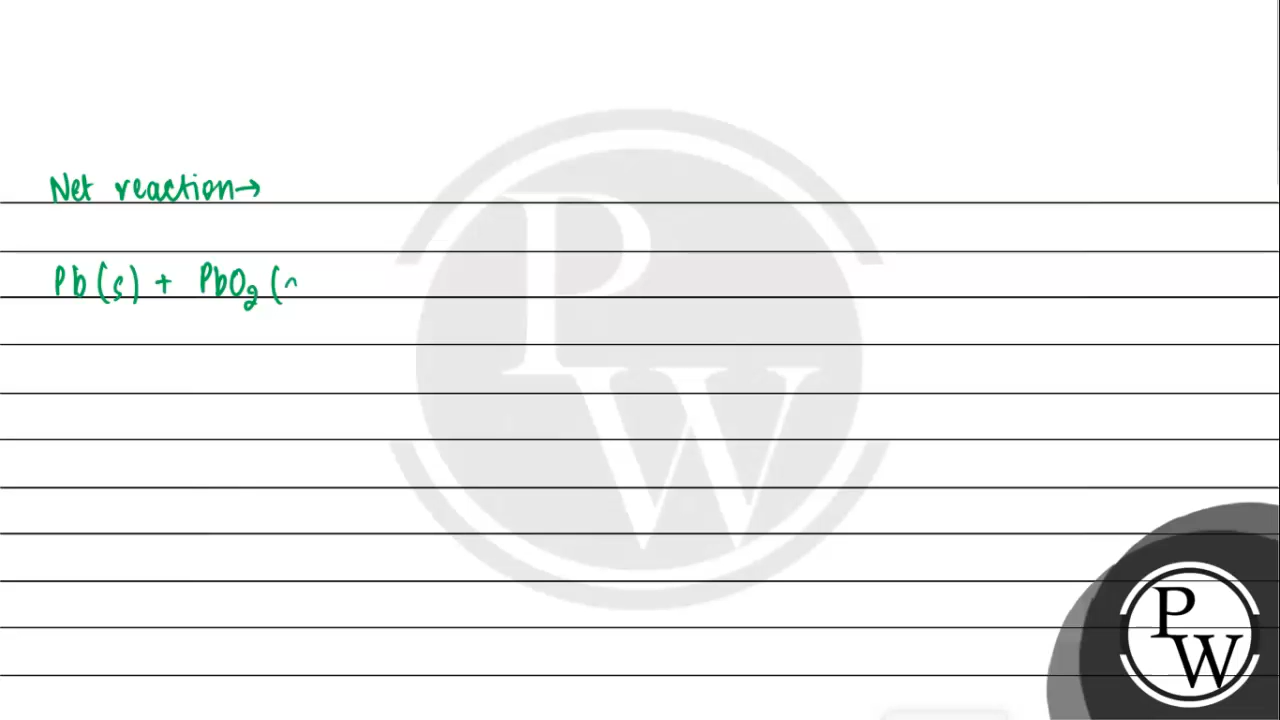 Net reaction→
Pb(s) + PbO₂(
P
W
P
W